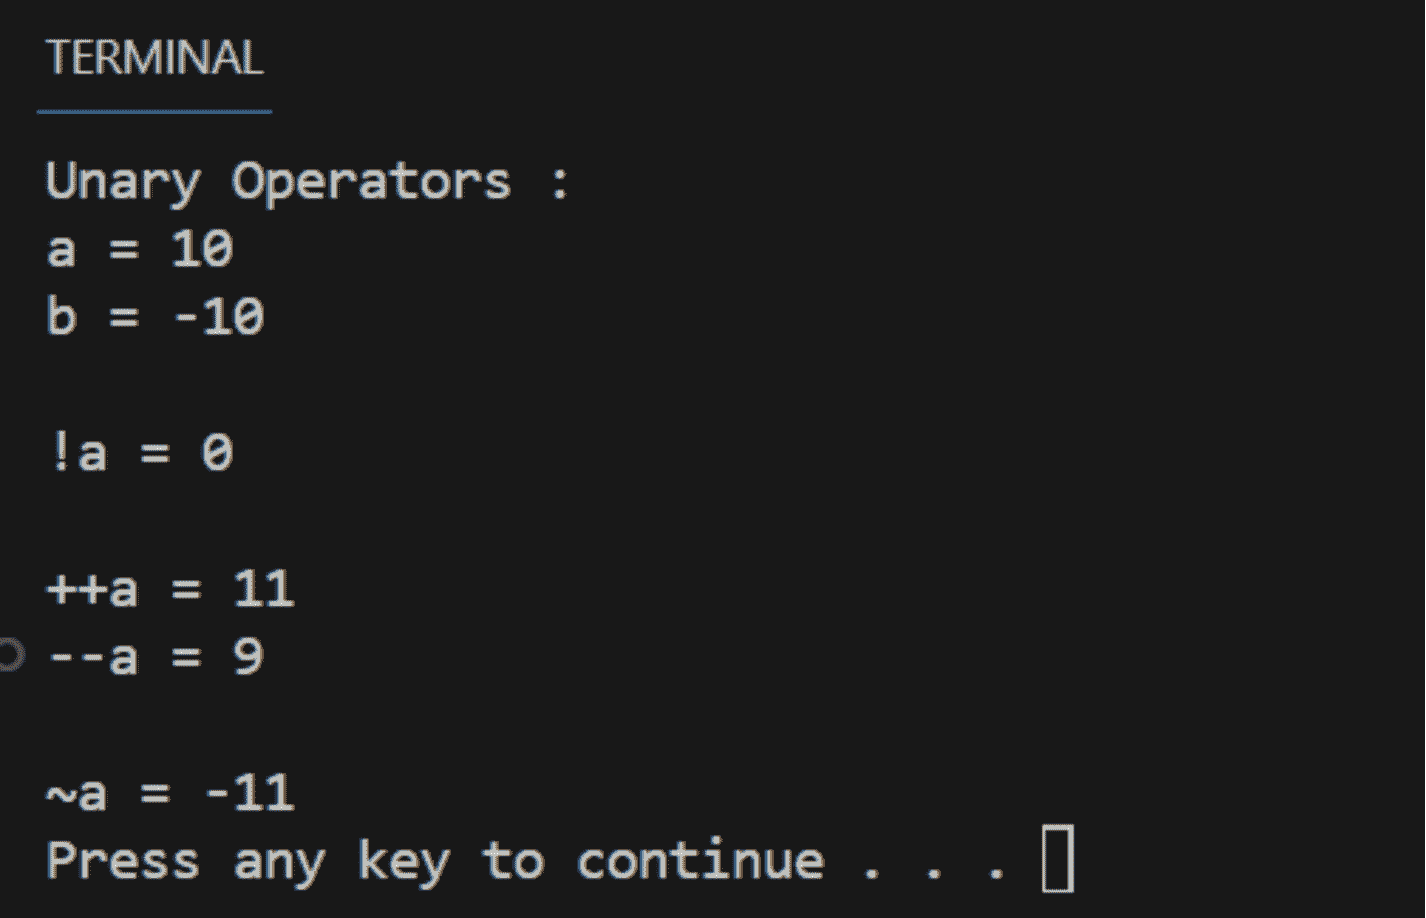 TERMINAL
Unary Operators :
a = 10
b = -10
!a = 0
++a = 11
--a = 9
~a = -11
Press any key to continue . . .